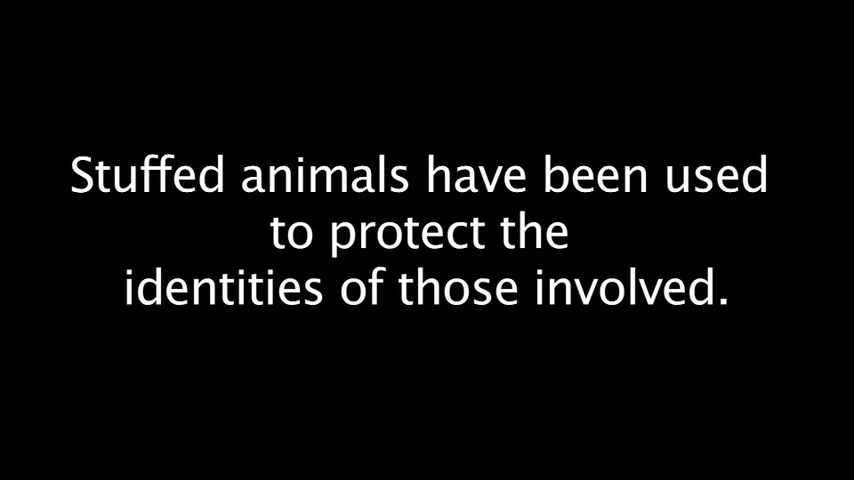 Stuffed animals have been used
to protect the
identities of those involved.